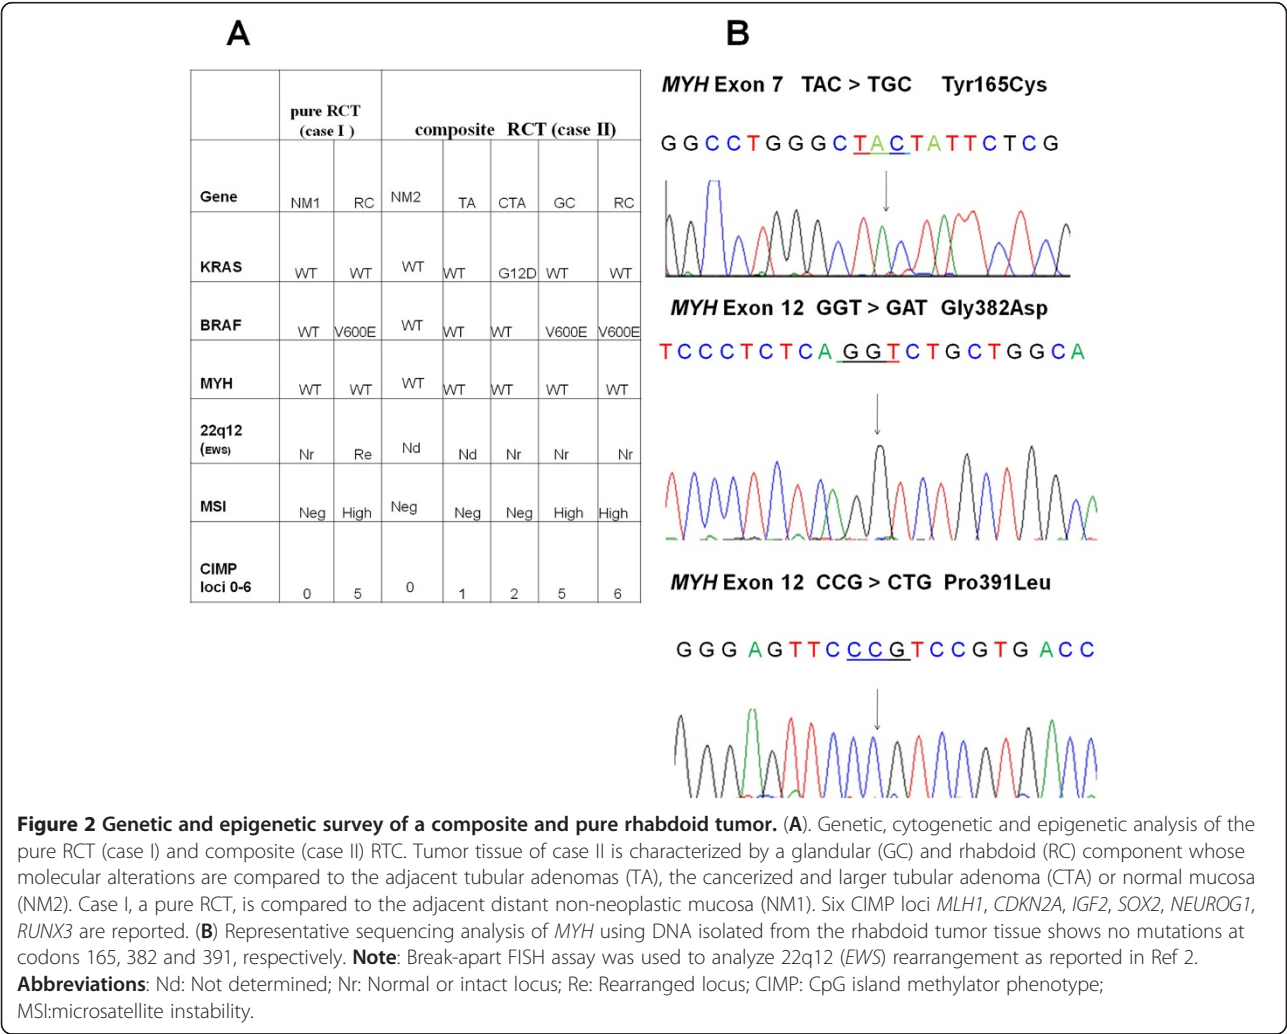 A
B
pure RCT
(case I )
composite RCT (case II)
Gene NM1 RC NM2 TA CTA GC RC
KRAS WT WT WT WT G12D WT WT
BRAF WT V600E WT WT WT V600E V600E
MYH WT WT WT WT WT WT WT
22q12
(EWS) Nr Re Nd Nd Nr Nr Nr
MSI Neg High Neg Neg Neg High High
CIMP
loci 0-6 0 5 0 1 2 5 6
MYH Exon 7 TAC > TGC Tyr165Cys
GGCCTGGGCTACTATTCTCG
MYH Exon 12 GGT > GAT Gly382Asp
TCCCTCTCAGGTCTGCTGGCA
MYH Exon 12 CCG > CTG Pro391Leu
GGGAGTTCCCGTCCGTGACC
Figure 2 Genetic and epigenetic survey of a composite and pure rhabdoid tumor. (A). Genetic, cytogenetic and epigenetic analysis of the
pure RCT (case I) and composite (case II) RTC. Tumor tissue of case II is characterized by a glandular (GC) and rhabdoid (RC) component whose
molecular alterations are compared to the adjacent tubular adenomas (TA), the cancerized and larger tubular adenoma (CTA) or normal mucosa
(NM2). Case I, a pure RCT, is compared to the adjacent distant non-neoplastic mucosa (NM1). Six CIMP loci MLH1, CDKN2A, IGF2, SOX2, NEUROG1,
RUNX3 are reported. (B) Representative sequencing analysis of MYH using DNA isolated from the rhabdoid tumor tissue shows no mutations at
codons 165, 382 and 391, respectively. Note: Break-apart FISH assay was used to analyze 22q12 (EWS) rearrangement as reported in Ref 2.
Abbreviations: Nd: Not determined; Nr: Normal or intact locus; Re: Rearranged locus; CIMP: CpG island methylator phenotype;
MSI:microsatellite instability.